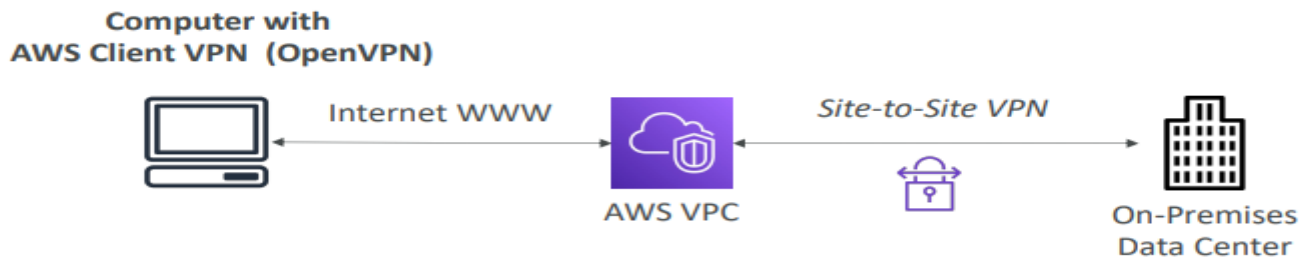 Computer with
AWS Client VPN (OpenVPN)
Internet WWW
Site-to-Site VPN
AWS VPC
On-Premises
Data Center